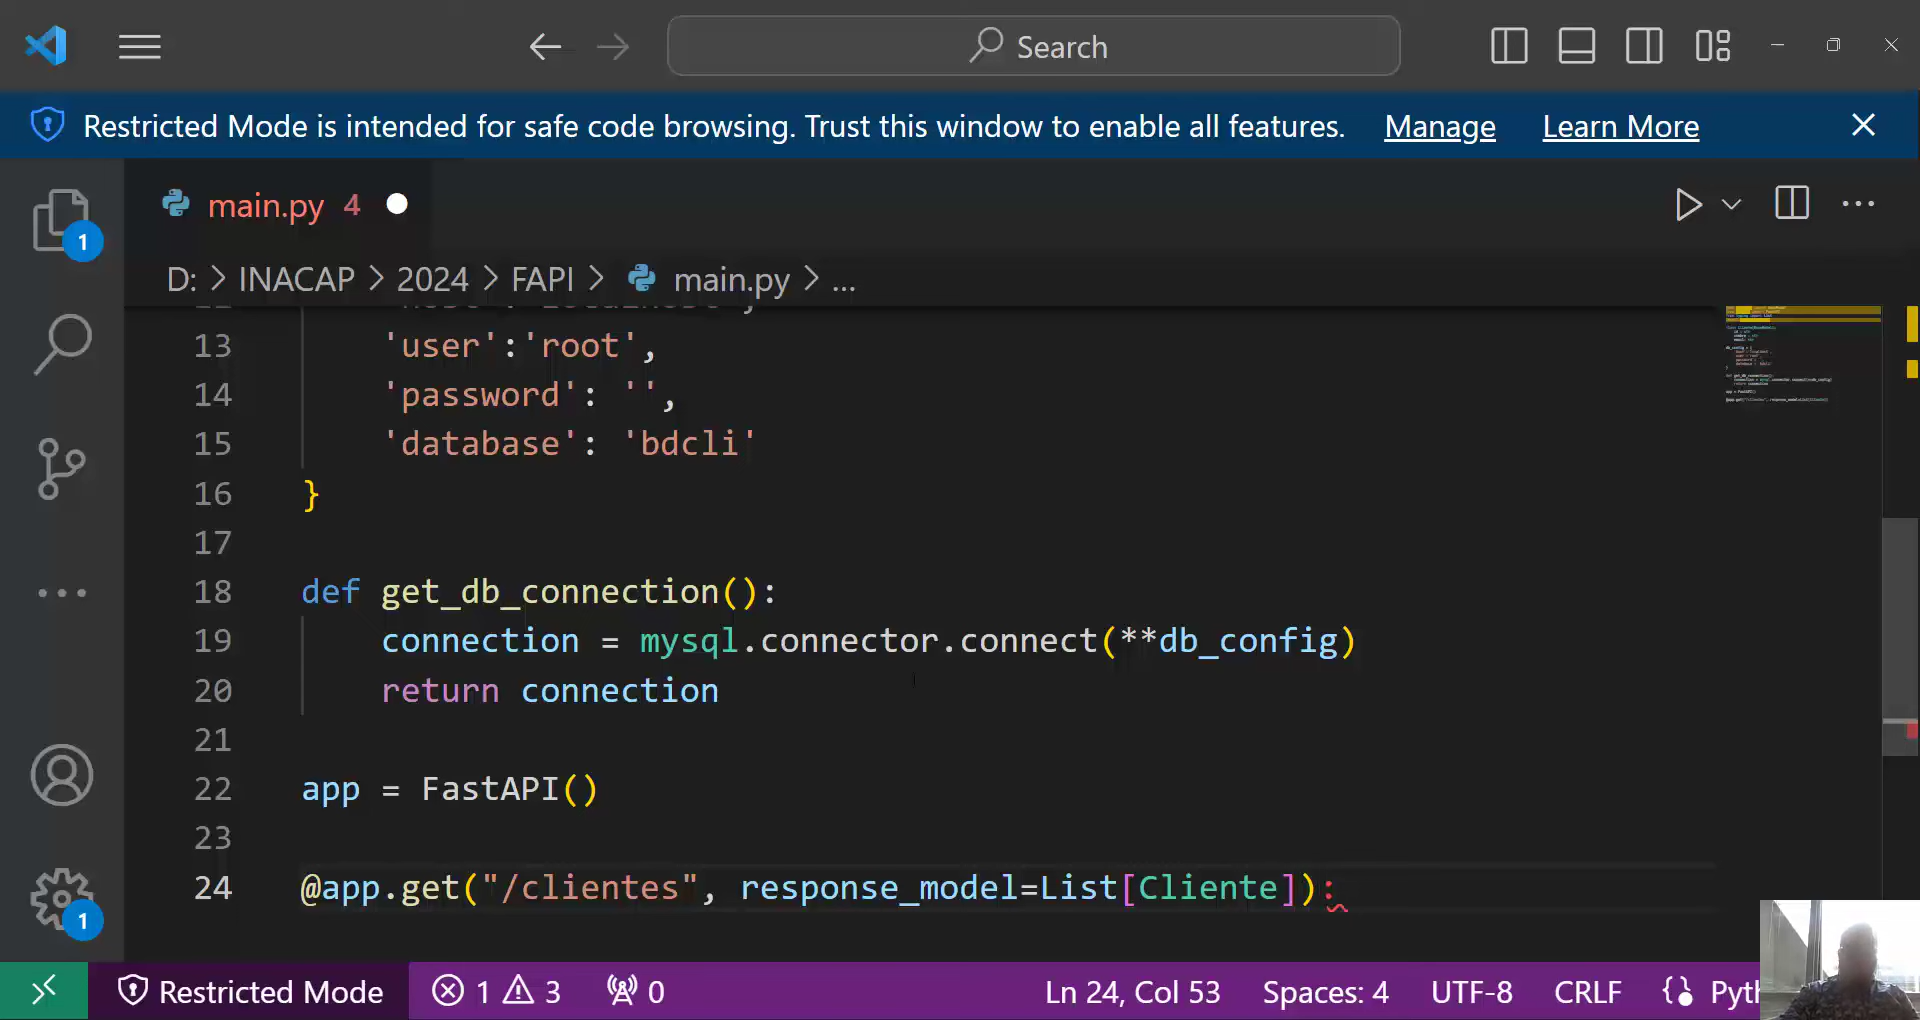 Search
Restricted Mode is intended for safe code browsing. Trust this window to enable all features. Manage Learn More
1
main.py 4
D: > INACAP > 2024 > FAPI > main.py > ...
13 'user':'root',
14 'password': '',
15 'database': 'bdcli'
16 }
17
18 def get_db_connection():
19 connection = mysql.connector.connect(**db_config)
20 return connection
21
22 app = FastAPI()
23
24 @app.get("/clientes", response_model=List[Cliente]):
1
Restricted Mode 1 3 0 Ln 24, Col 53 Spaces: 4 UTF-8 CRLF